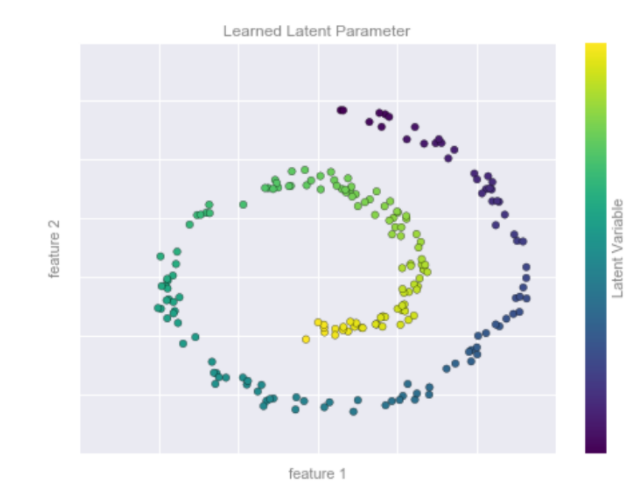 Learned Latent Parameter
feature 2
Latent Variable
feature 1